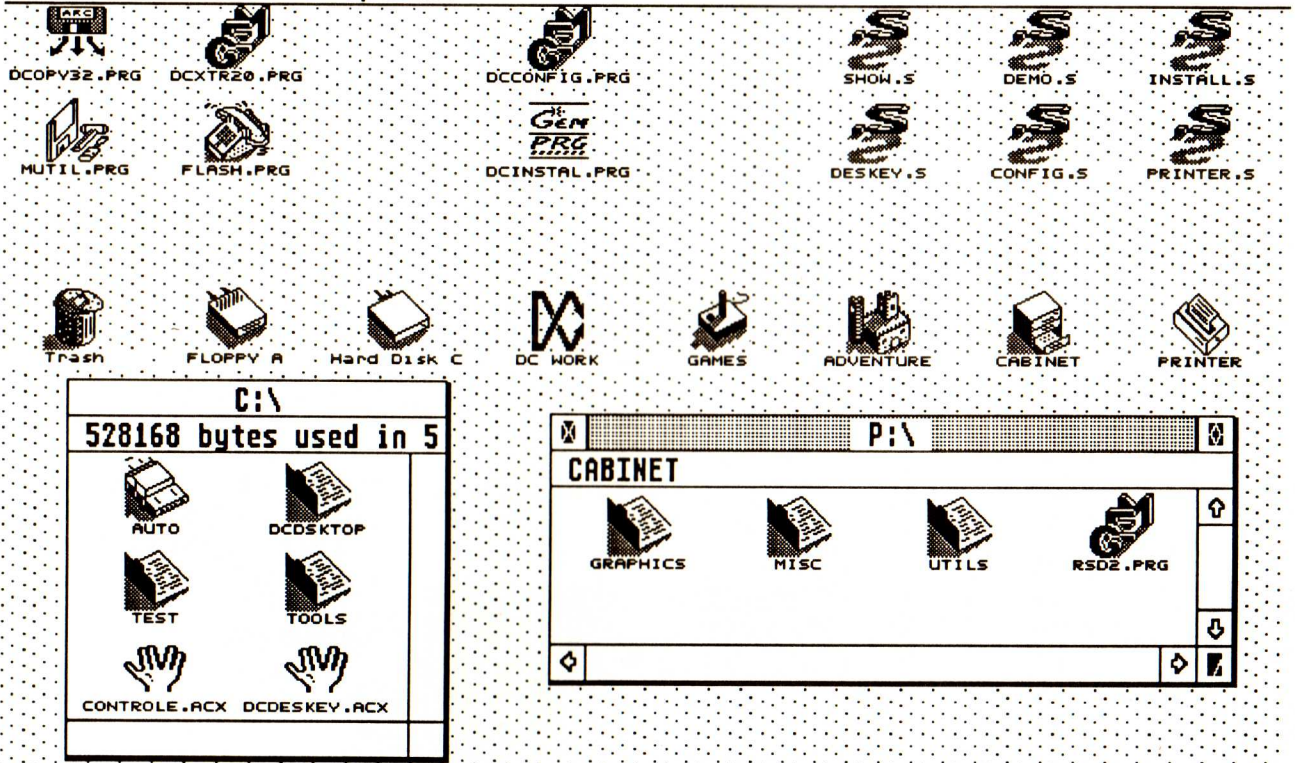 ARC
DCOPY32.PRG DCXTR20.PRG DCCONFIG.PRG SHOW.S DEMO.S INSTALL.S
GEM
PRG
MUTIL.PRG FLASH.PRG DCINSTAL.PRG DESKEY.S CONFIG.S PRINTER.S
Trash FLOPPY A Hard Disk C DC WORK GAMES ADVENTURE CABINET PRINTER
C:\
528168 bytes used in 5
AUTO DCDSKTOP
TEST TOOLS
CONTROLE.ACX DCDESKEY.ACX
P:\
CABINET
GRAPHICS MISC UTILS RSD2.PRG